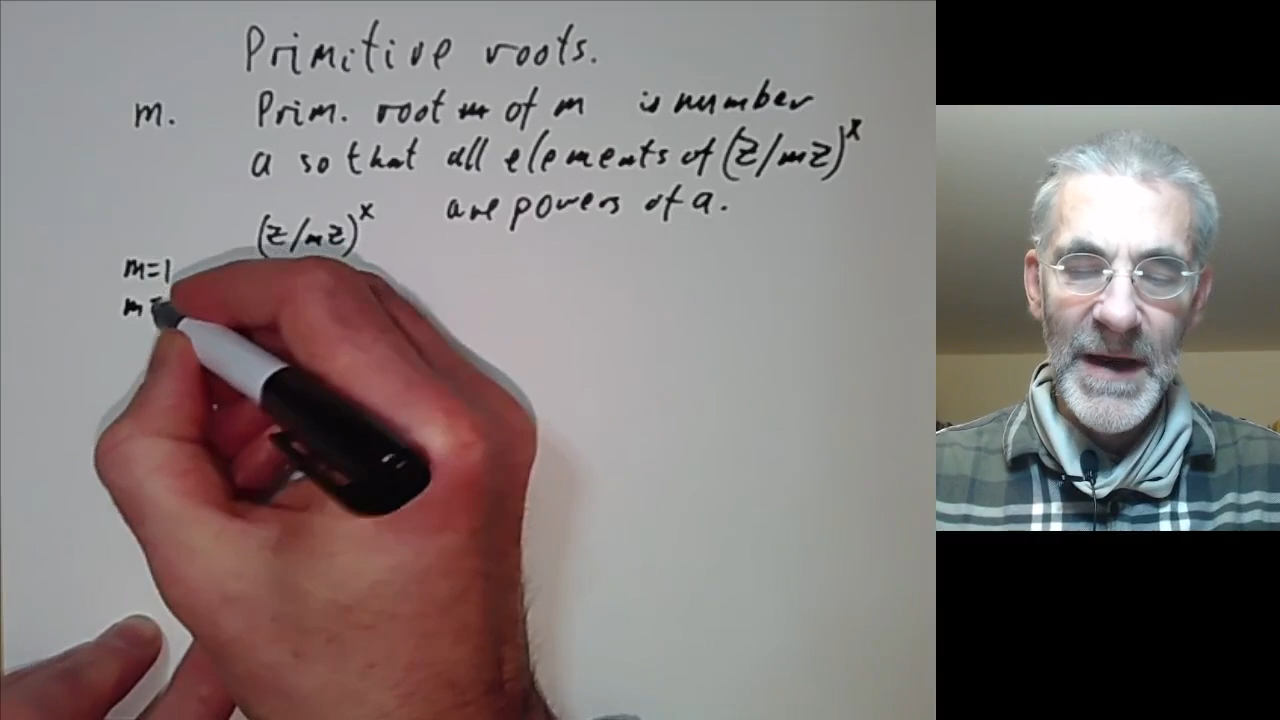 Primitive roots.
m. Prim. root of m is number
a so that all elements of (Z/mZ)^x
are powers of a.
(Z/mZ)^x
m=1
m=